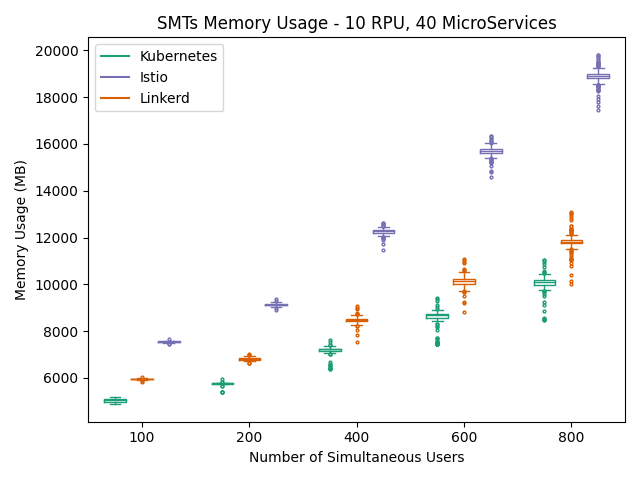 SMTs Memory Usage - 10 RPU, 40 MicroServices
Kubernetes
Istio
Linkerd
Memory Usage (MB)
20000
18000
16000
14000
12000
10000
8000
6000
100 200 400 600 800
Number of Simultaneous Users